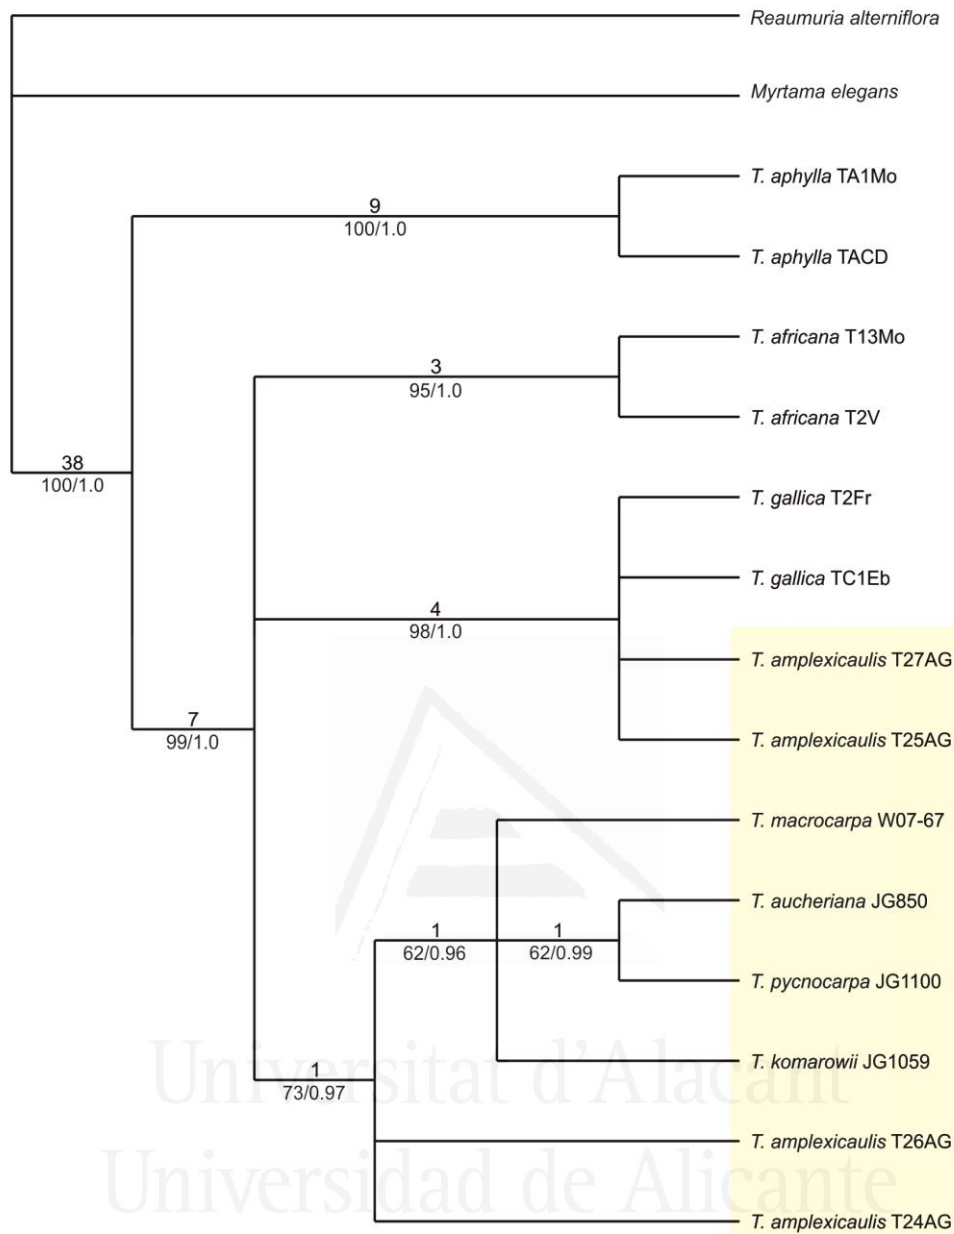 Reaumuria alterniflora
Myrtama elegans
T. aphylla TA1Mo
9
100/1.0
T. aphylla TACD
T. africana T13Mo
3
95/1.0
T. africana T2V
38
100/1.0
T. gallica T2Fr
T. gallica TC1Eb
4
98/1.0
T. amplexicaulis T27AG
7
99/1.0
T. amplexicaulis T25AG
T. macrocarpa W07-67
T. aucheriana JG850
1
62/0.96
1
62/0.99
T. pycnocarpa JG1100
T. komarowii JG1059
1
73/0.97
Universitat d'Alacant
T. amplexicaulis T26AG
Universidad de Alicante
T. amplexicaulis T24AG